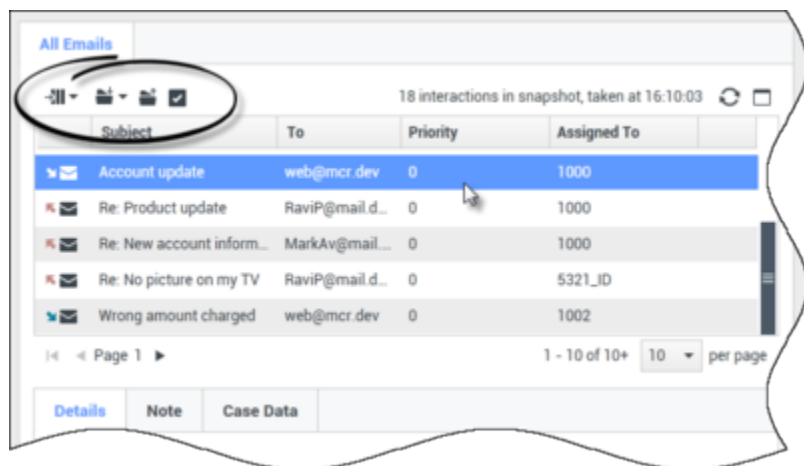 All Emails
18 interactions in snapshot, taken at 16:10:03
Subject To Priority Assigned To
Account update web@mcr.dev 0 1000
Re: Product update RaviP@mail.d... 0 1000
Re: New account inform... MarkAv@mail.... 0 1000
Re: No picture on my TV RaviP@mail.d... 0 5321_ID
Wrong amount charged web@mcr.dev 0 1002
Page 1 1 - 10 of 10+ 10 per page
Details Note Case Data